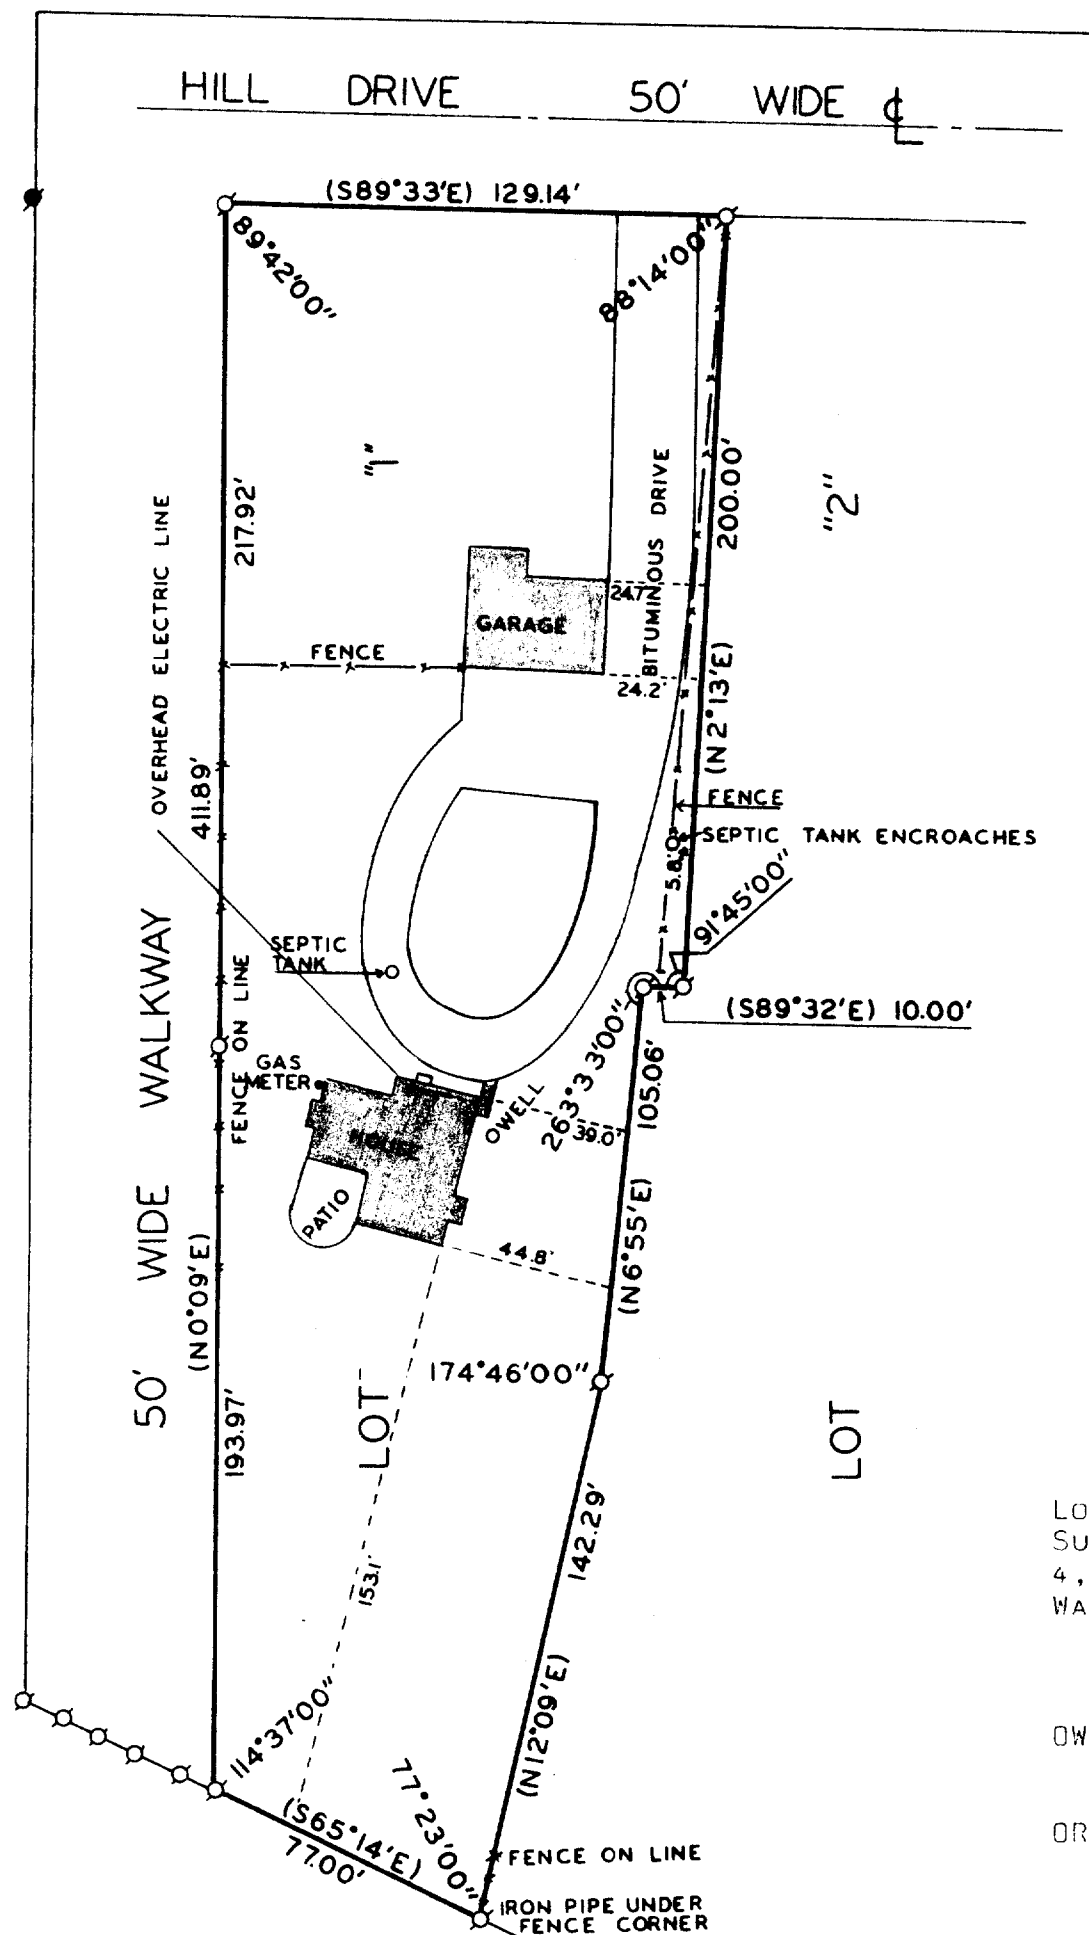 HILL DRIVE 50' WIDE ℄
(S89°33'E) 129.14'
89°42'00"
88°14'00"
"1"
217.92'
OVERHEAD ELECTRIC LINE
BITUMINOUS DRIVE
200.00'
"2"
24.7'
GARAGE
FENCE
24.2'
(N2°13'E)
411.89'
FENCE
SEPTIC TANK ENCROACHES
5.8'
91°45'00"
50' WIDE WALKWAY
SEPTIC
TANK
FENCE ON LINE
(S89°32'E) 10.00'
263°33'00"
105.06'
GAS
METER
WELL
39.0'
HOUSE
PATIO
44.8'
(N0°09'E)
(N6°55'E)
174°46'00"
LOT
LOT
193.97'
142.29'
153.1'
(N12°09'E)
114°37'00"
77°23'00"
(S65°14'E)
77.00'
FENCE ON LINE
IRON PIPE UNDER
FENCE CORNER
LO
SU
4,
WA
OW
OR